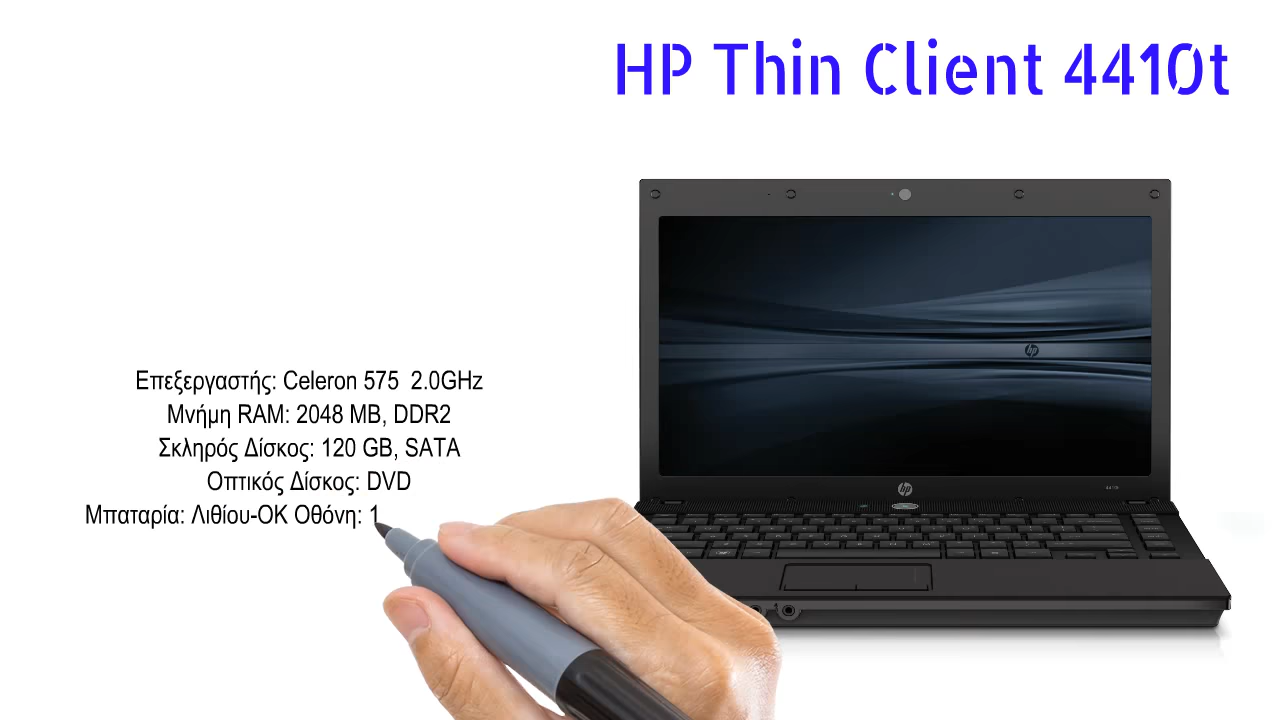 HP Thin Client 4410t
Επεξεργαστής: Celeron 575 2.0GHz
Μνήμη RAM: 2048 MB, DDR2
Σκληρός Δίσκος: 120 GB, SATA
Οπτικός Δίσκος: DVD
Μπαταρία: Λιθίου-ΟΚ Οθόνη: 1
hp
hp